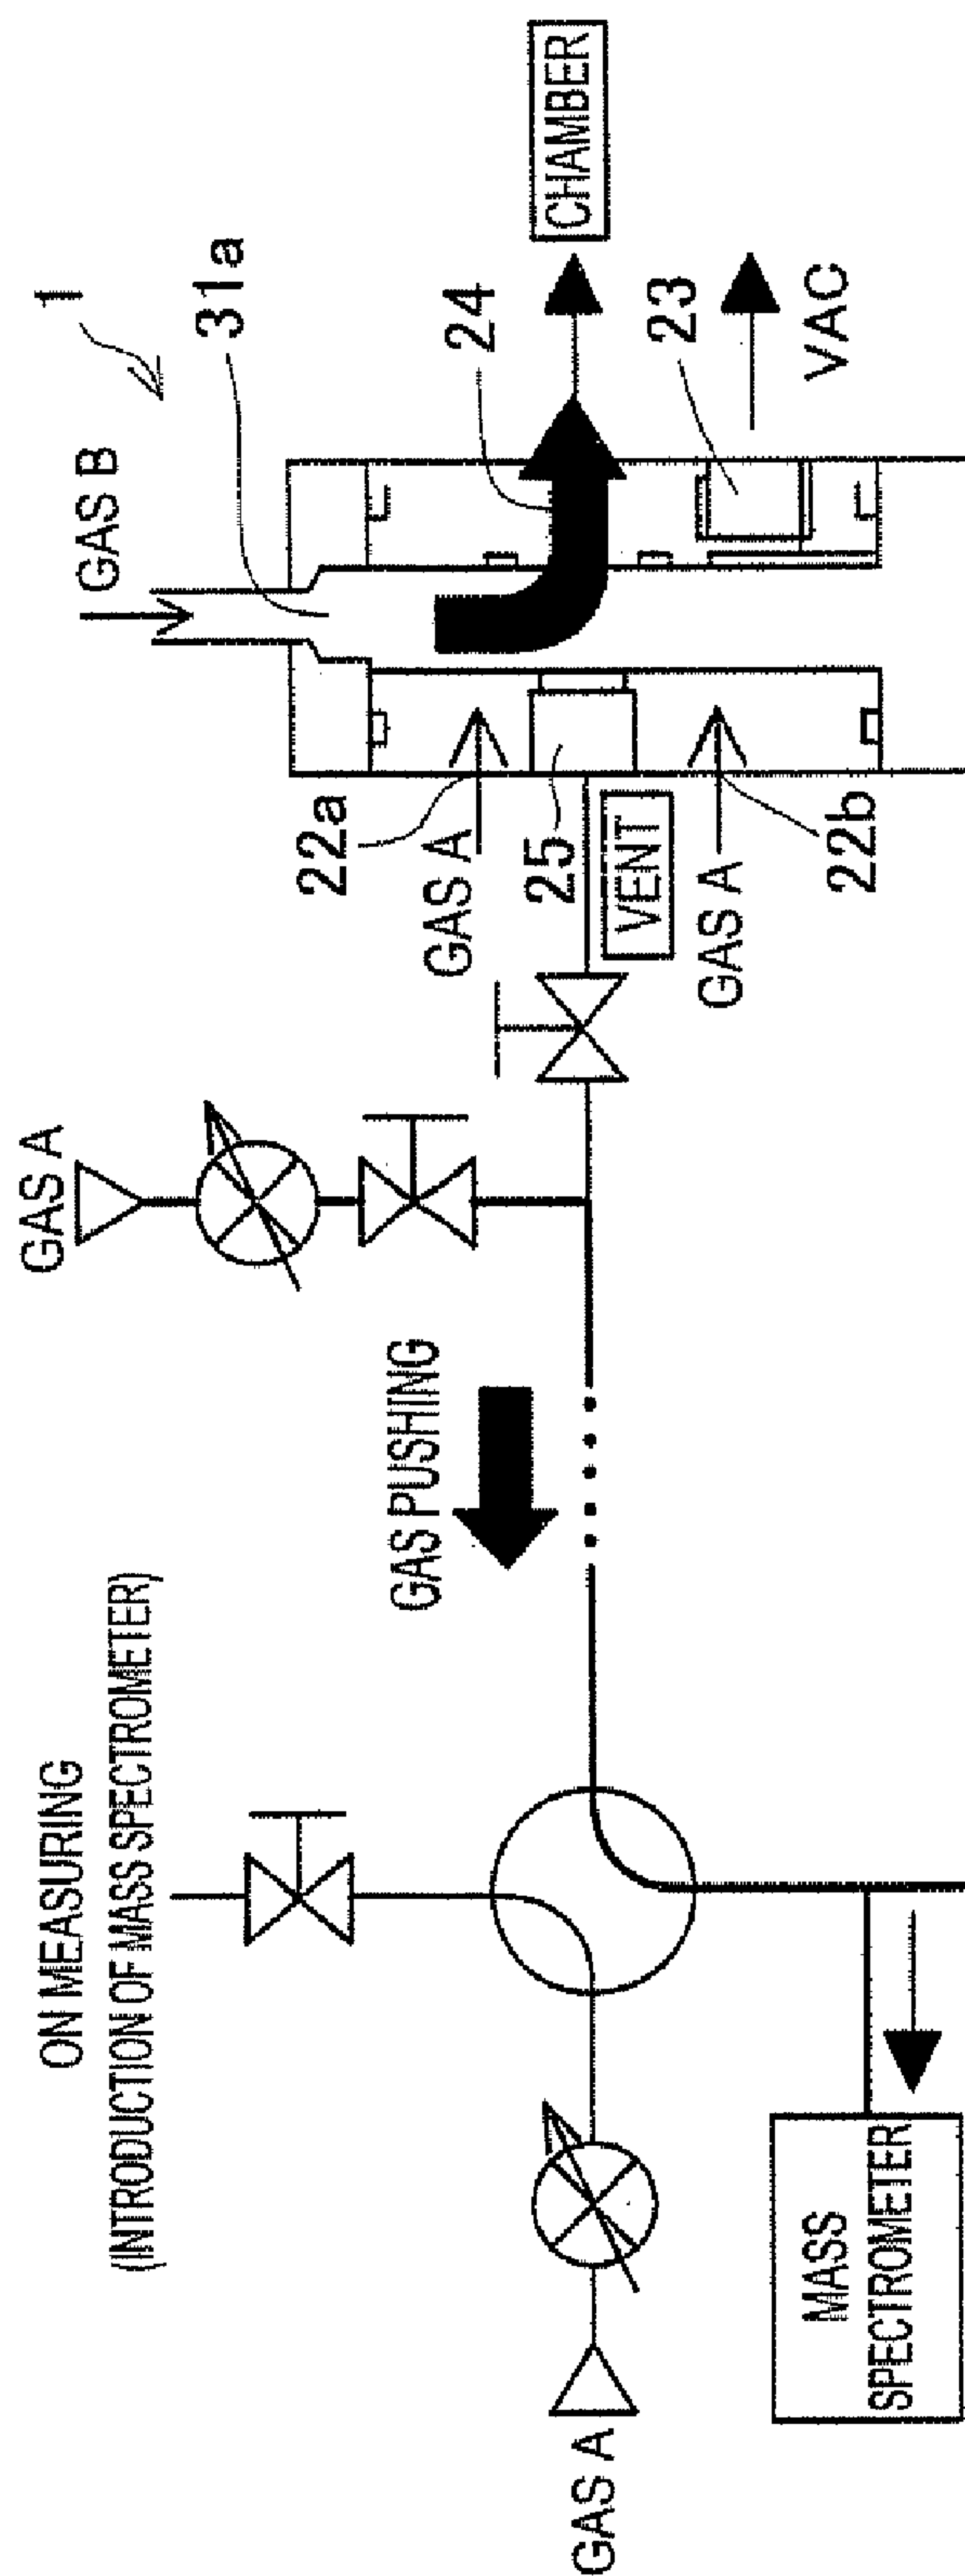 ON MEASURING
(INTRODUCTION OF MASS SPECTROMETER)
GAS A
GAS PUSHING
GAS B
1
31a
22a
GAS A
24
CHAMBER
25
VENT
23
GAS A
22b
VAC
GAS A
MASS
SPECTROMETER